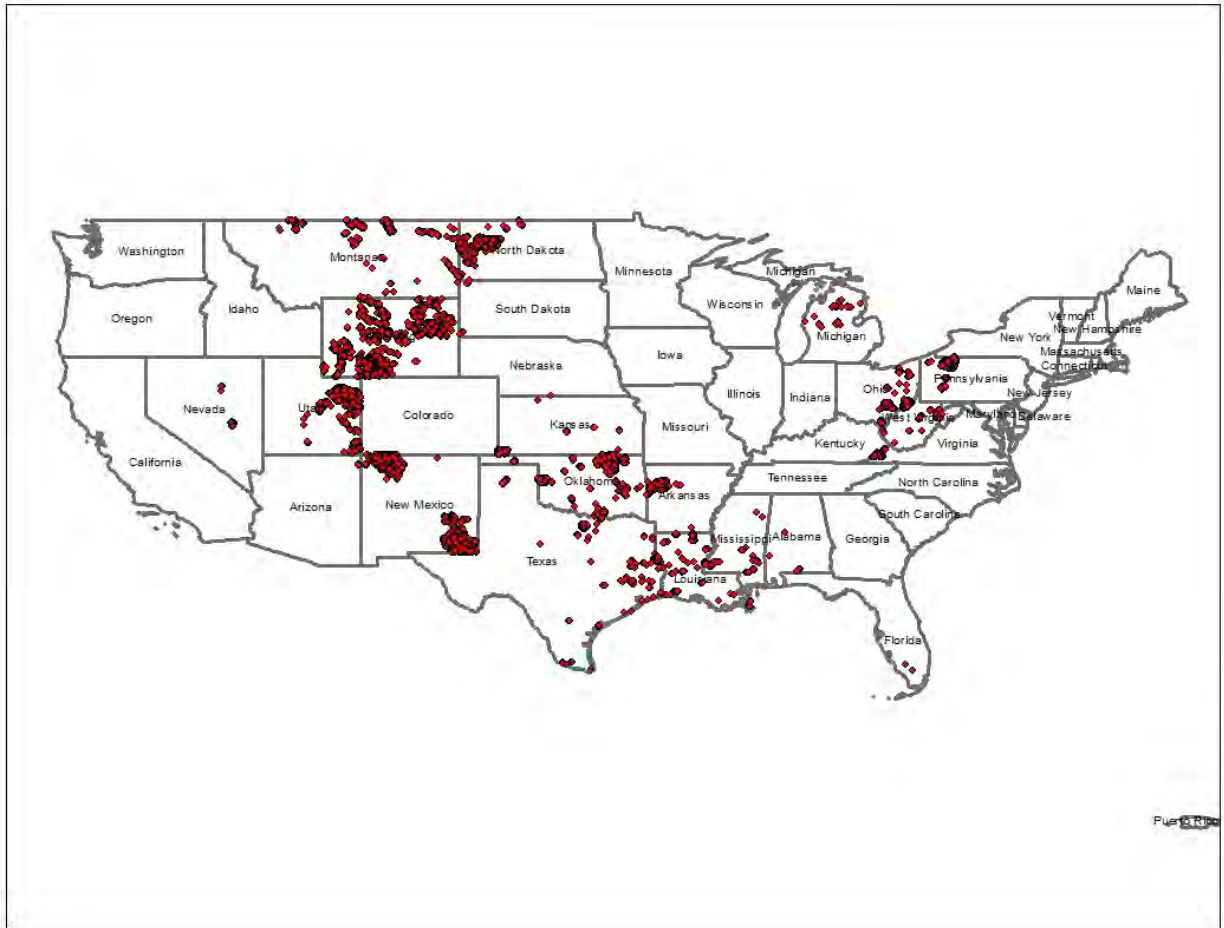 Washington
Montana
North Dakota
Minnesota
Michigan
Maine
Oregon
Idaho
South Dakota
Wisconsin
Vermont
New York
New Hampshire
Michigan
Massachusetts
Connecticut
Iowa
Nebraska
Pennsylvania
Nevada
Utah
Colorado
Illinois
Indiana
Ohio
New Jersey
Maryland
Delaware
West Virginia
Kansas
Missouri
Kentucky
Virginia
California
Tennessee
North Carolina
Oklahoma
Arkansas
Arizona
New Mexico
South Carolina
Mississippi
Alabama
Georgia
Texas
Louisiana
Florida
Puerto Rico